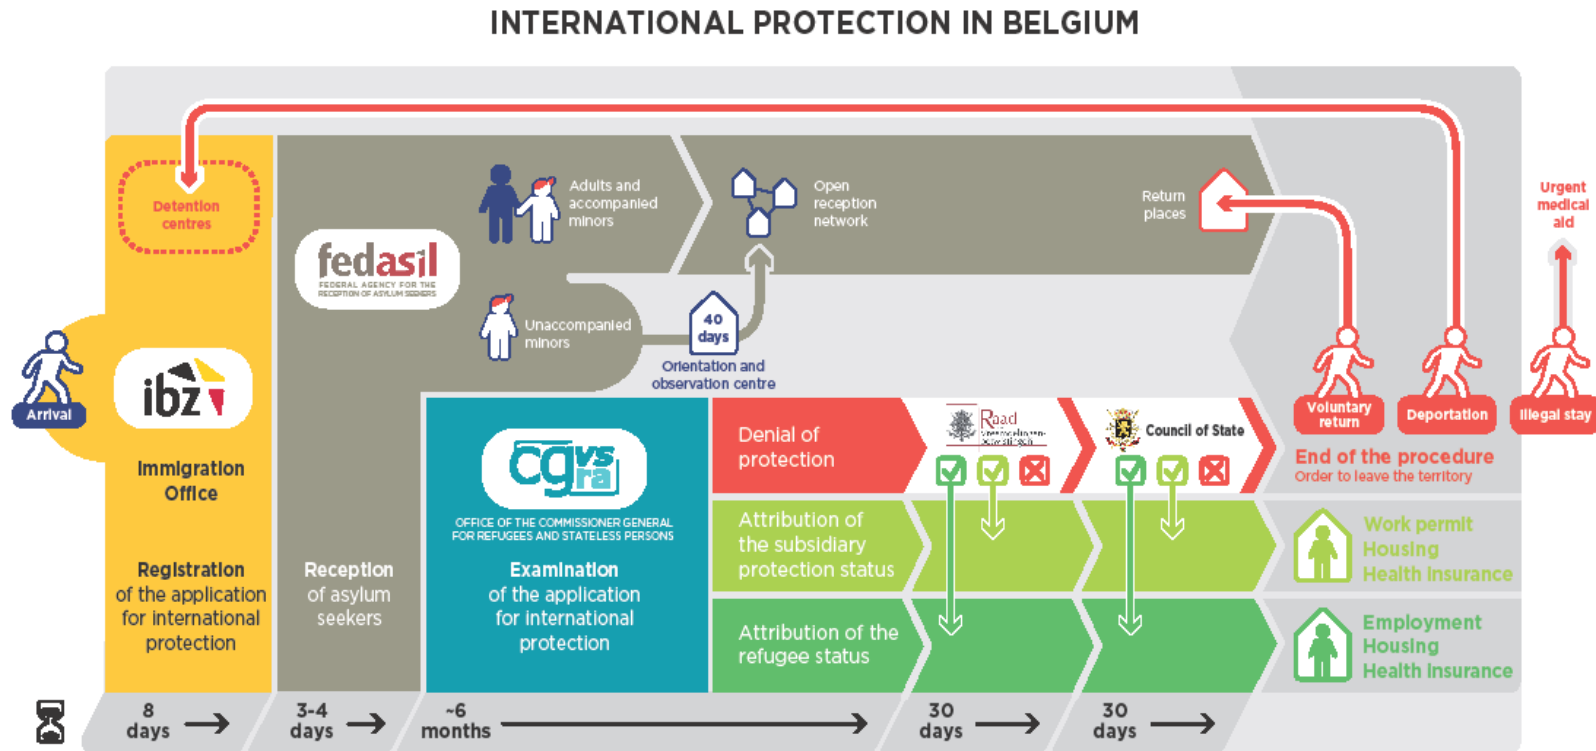 INTERNATIONAL PROTECTION IN BELGIUM
Detention
centres
Adults and
accompanied
minors
Open
reception
network
Return
places
Urgent
medical
aid
fedasil
FEDERAL AGENCY FOR THE
RECEPTION OF ASYLUM SEEKERS
Unaccompanied
minors
40
days
Orientation and
observation centre
Arrival
ibz
Immigration
Office
Registration
of the application
for international
protection
Reception
of asylum
seekers
cgvs
ra
OFFICE OF THE COMMISSIONER GENERAL
FOR REFUGEES AND STATELESS PERSONS
Examination
of the application
for international
protection
Denial of
protection
Raad
Council of State
Voluntary
return
Deportation
Illegal stay
End of the procedure
Order to leave the territory
Attribution of
the subsidiary
protection status
Work permit
Housing
Health Insurance
Attribution of the
refugee status
Employment
Housing
Health Insurance
8
days
3-4
days
~6
months
30
days
30
days